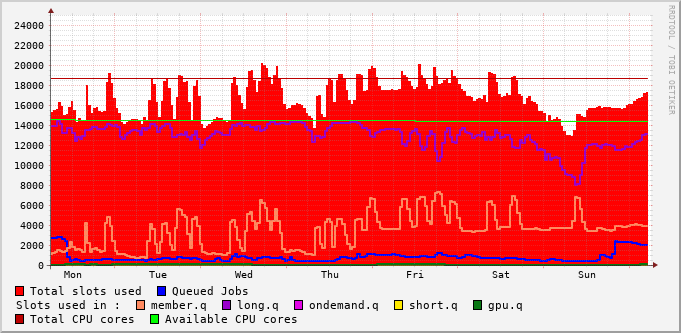 RRDTOOL / TOBI OETIKER
24000
22000
20000
18000
16000
14000
12000
10000
8000
6000
4000
2000
0
Mon Tue Wed Thu Fri Sat Sun
Total slots used Queued Jobs
Slots used in : member.q long.q ondemand.q short.q gpu.q
Total CPU cores Available CPU cores